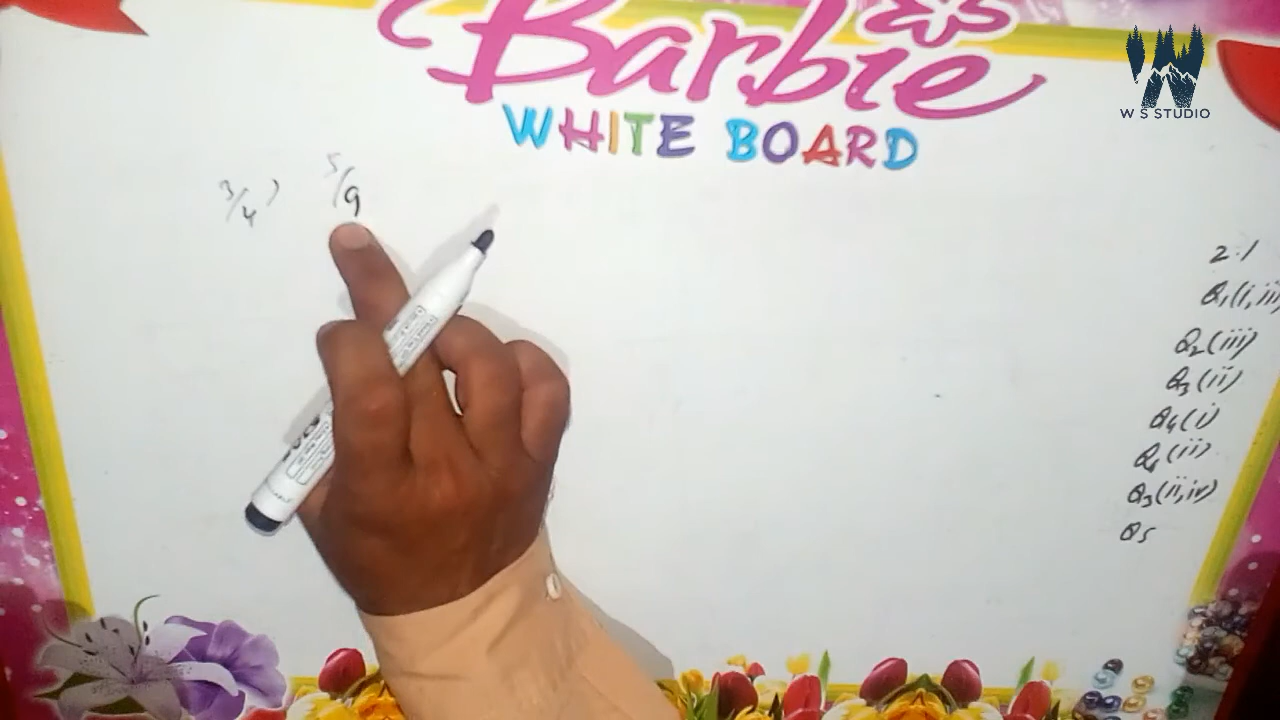 Barbie
WHITE BOARD
W S STUDIO
3/4, 5/9
2.1
Q1(i,ii)
Q2(iii)
Q3(ii)
Q4(i)
Q1(ii)
Q3(ii,iv)
Q5